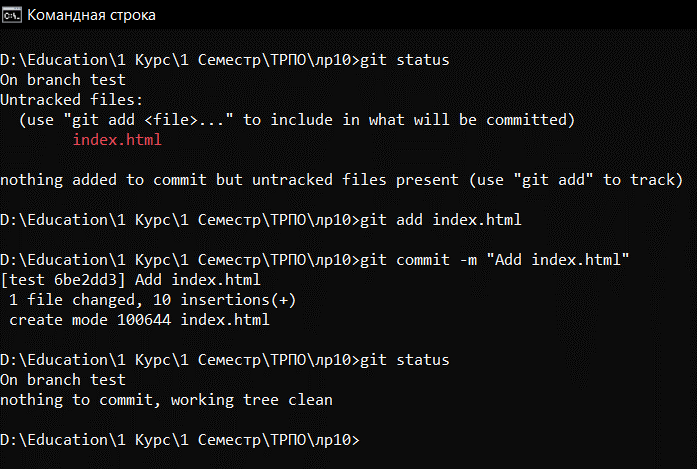 Командная строка
D:\Education\1 Курс\1 Семестр\ТРПО\лр10>git status
On branch test
Untracked files:
  (use "git add <file>..." to include in what will be committed)
        index.html
nothing added to commit but untracked files present (use "git add" to track)
D:\Education\1 Курс\1 Семестр\ТРПО\лр10>git add index.html
D:\Education\1 Курс\1 Семестр\ТРПО\лр10>git commit -m "Add index.html"
[test 6be2dd3] Add index.html
 1 file changed, 10 insertions(+)
 create mode 100644 index.html
D:\Education\1 Курс\1 Семестр\ТРПО\лр10>git status
On branch test
nothing to commit, working tree clean
D:\Education\1 Курс\1 Семестр\ТРПО\лр10>